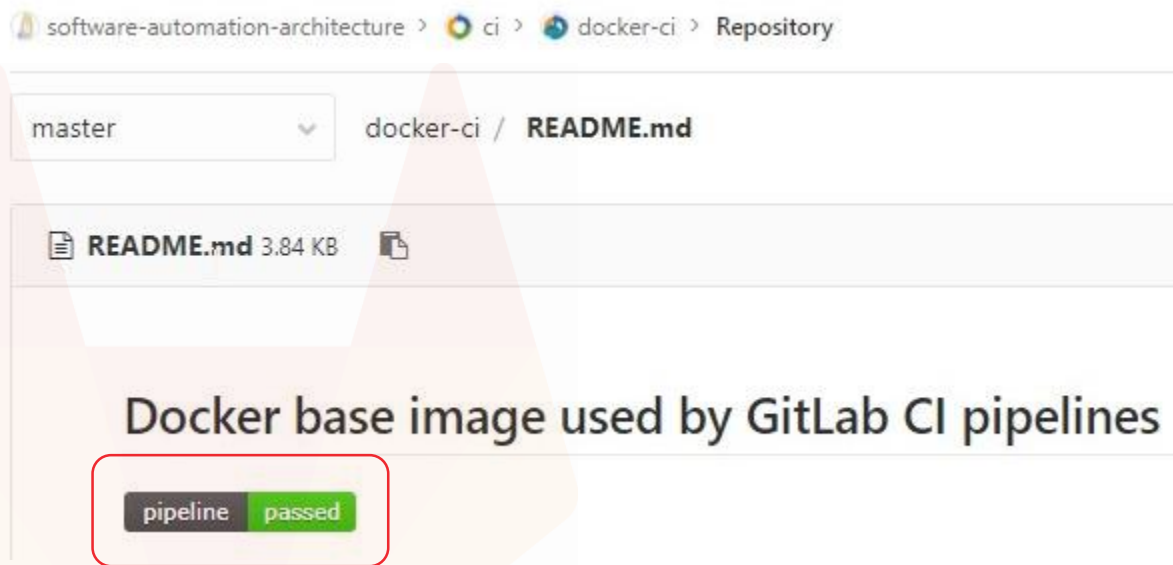 software-automation-architecture > ci > docker-ci > Repository
master docker-ci / README.md
README.md 3.84 KB
Docker base image used by GitLab CI pipelines
pipeline passed